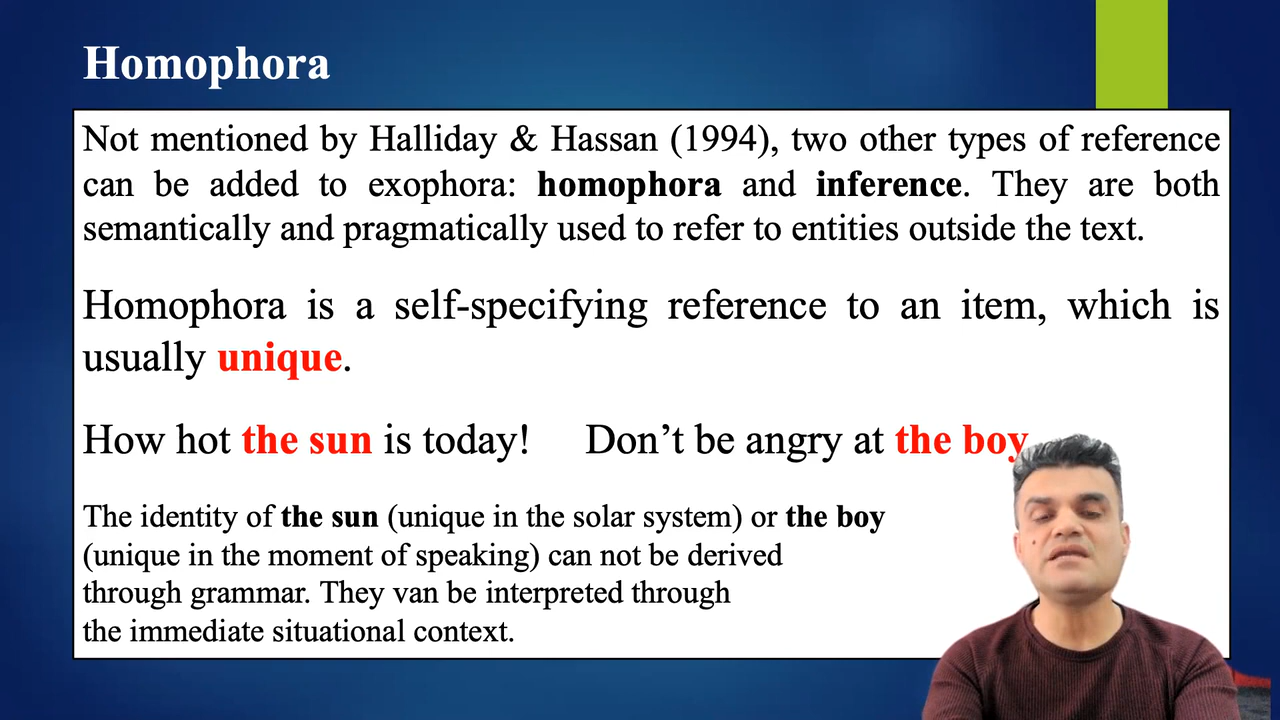 Homophora
Not mentioned by Halliday & Hassan (1994), two other types of reference
can be added to exophora: homophora and inference. They are both
semantically and pragmatically used to refer to entities outside the text.
Homophora is a self-specifying reference to an item, which is
usually unique.
How hot the sun is today! Don’t be angry at the boy
The identity of the sun (unique in the solar system) or the boy
(unique in the moment of speaking) can not be derived
through grammar. They van be interpreted through
the immediate situational context.